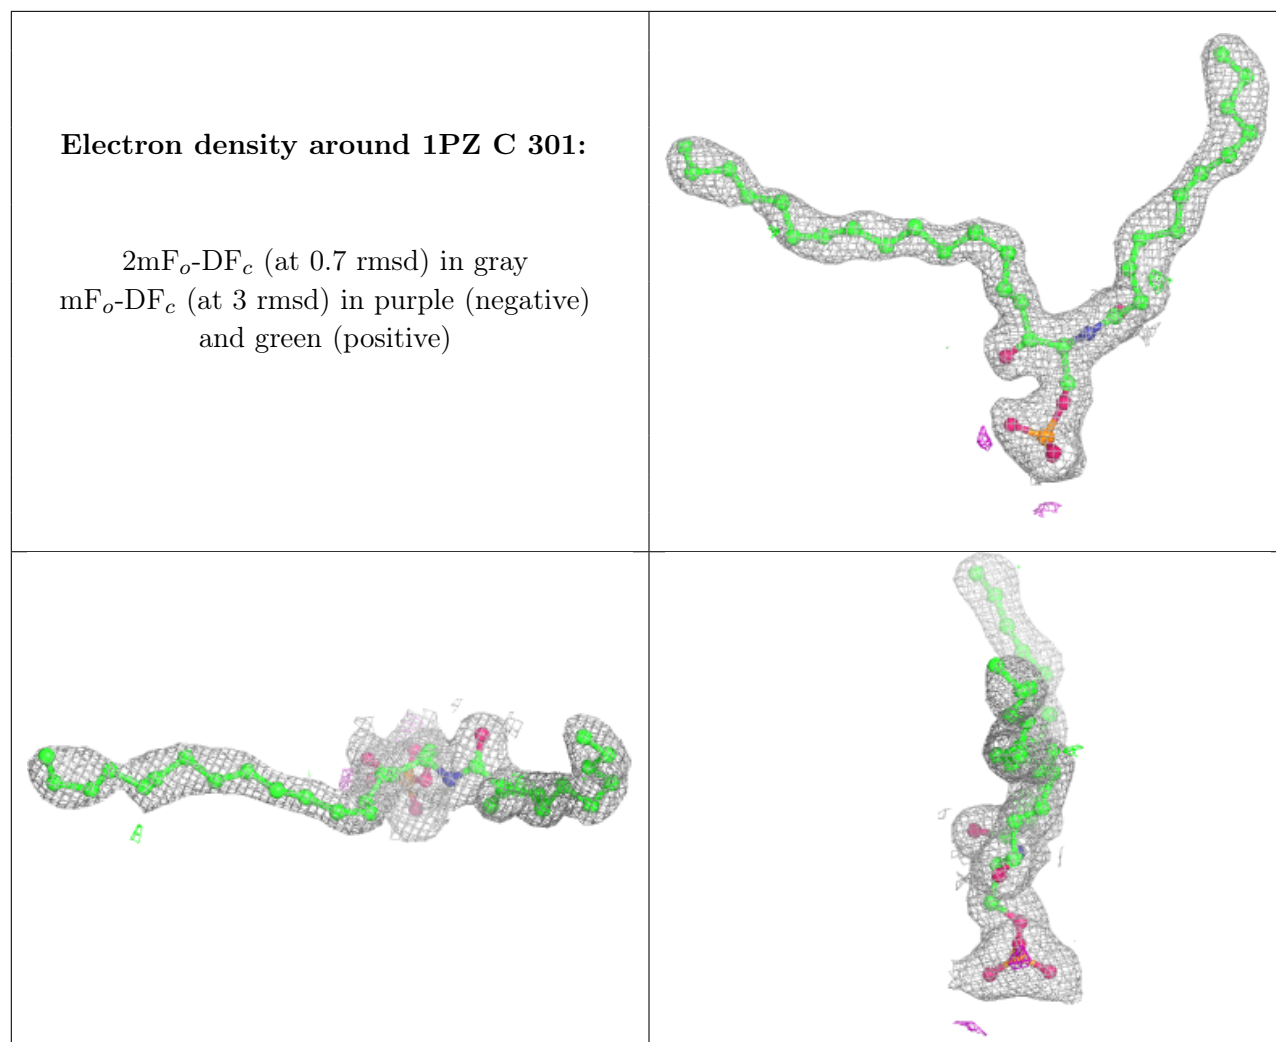 Electron density around 1PZ C 301:
2mFo-DFc (at 0.7 rmsd) in gray
mFo-DFc (at 3 rmsd) in purple (negative)
and green (positive)